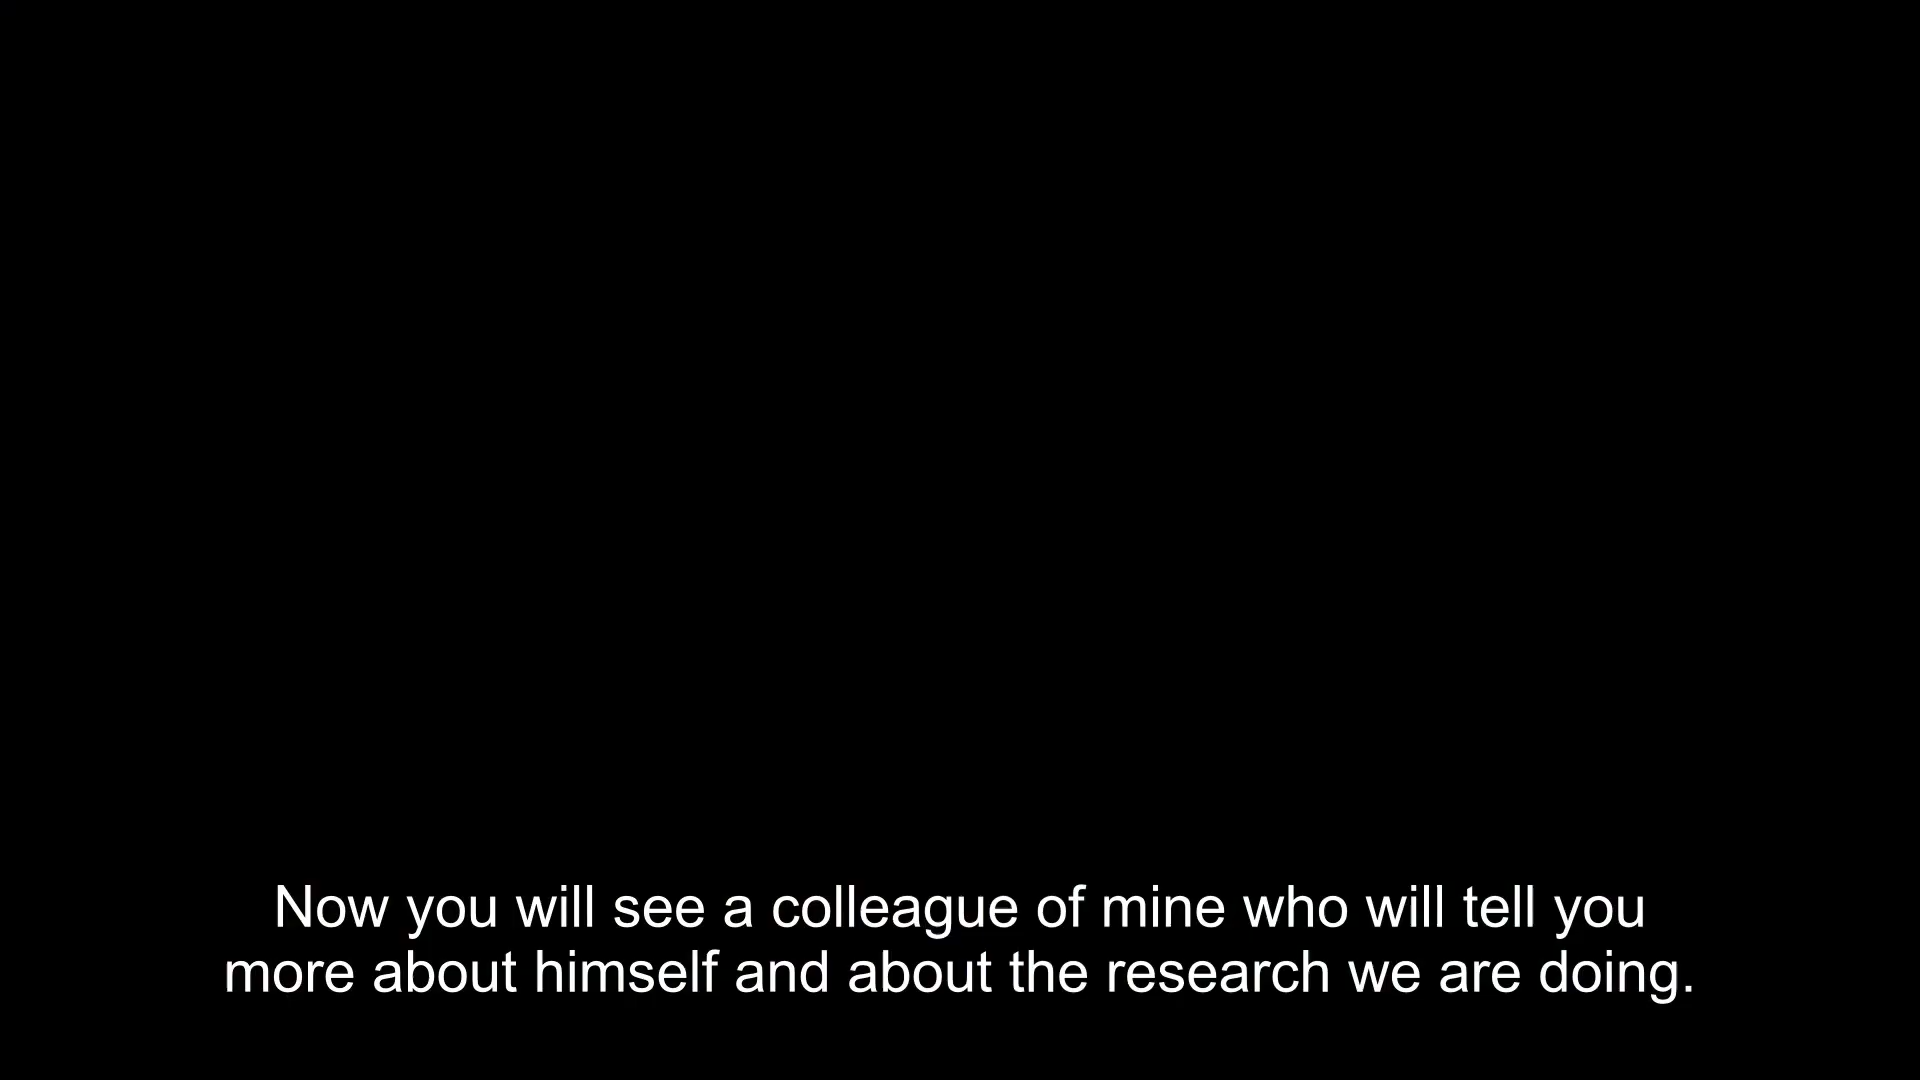 Now you will see a colleague of mine who will tell you
more about himself and about the research we are doing.